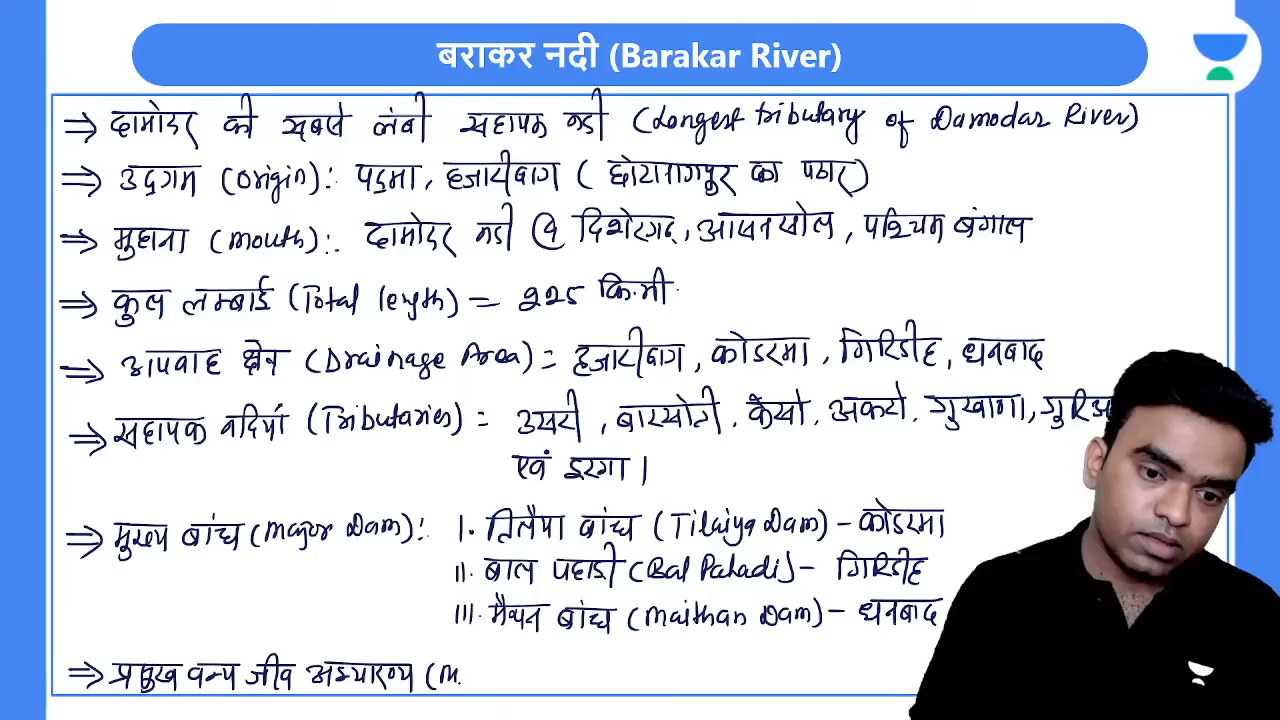 बराकर नदी (Barakar River)
⇒ दामोदर की सबसे लंबी सहायक नदी (Longest tributary of Damodar River)
⇒ उद्गम (Origin): पदमा, हजारीबाग (छोटानागपुर का पठार)
⇒ मुहाना (Mouth): दामोदर नदी @ दिशेरगढ़, आसनसोल, पश्चिम बंगाल
⇒ कुल लम्बाई (Total length) = 225 कि.मी.
⇒ अपवाह क्षेत्र (Drainage Area) = हजारीबाग, कोडरमा, गिरिडीह, धनबाद
⇒ सहायक नदियाँ (Tributaries) = उसरी, बारसोती, केसो, अकरो,
एवं इरगा।
⇒ मुख्य बांध (Major Dam): I. तिलैया बांध (Tilaiya Dam) - कोडरमा
II. बाल पहाडी (Bal Pahadi) - गिरिडीह
III. मैथन बांध (Maithan Dam) - धनबाद
⇒ प्रमुख वन्य जीव अभ्यारण्य (M